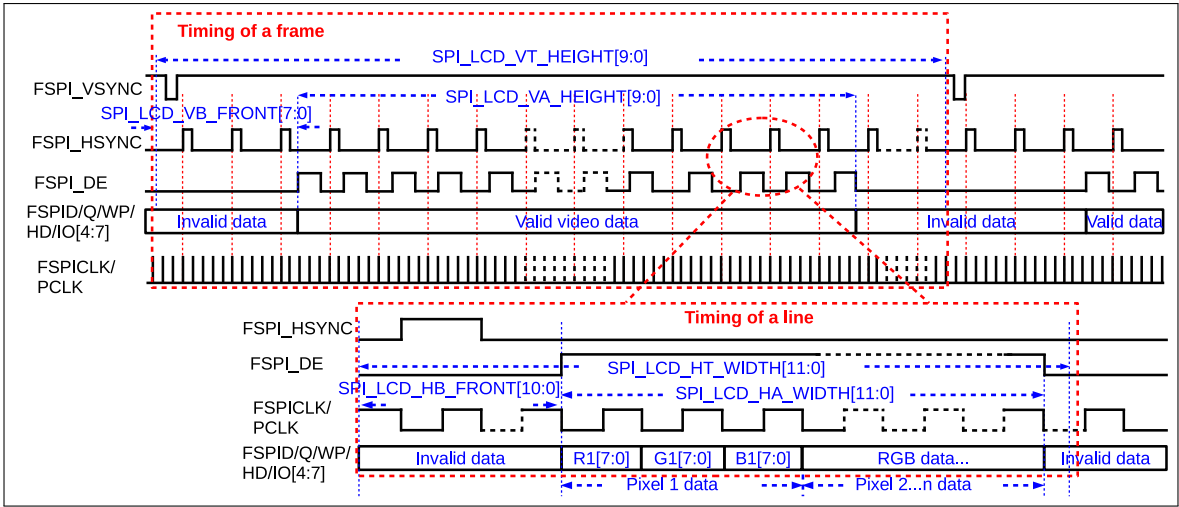 Timing of a frame
SPI_LCD_VT_HEIGHT[9:0]
FSPI_VSYNC
SPI_LCD_VA_HEIGHT[9:0]
SPI_LCD_VB_FRONT[7:0]
FSPI_HSYNC
FSPI_DE
FSPID/Q/WP/
HD/IO[4:7]
Invalid data
Valid video data
Invalid data
Valid data
FSPICLK/
PCLK
Timing of a line
FSPI_HSYNC
FSPI_DE
SPI_LCD_HT_WIDTH[11:0]
SPI_LCD_HB_FRONT[10:0]
SPI_LCD_HA_WIDTH[11:0]
FSPICLK/
PCLK
FSPID/Q/WP/
HD/IO[4:7]
Invalid data
R1[7:0]
G1[7:0]
B1[7:0]
RGB data...
Invalid data
Pixel 1 data
Pixel 2...n data